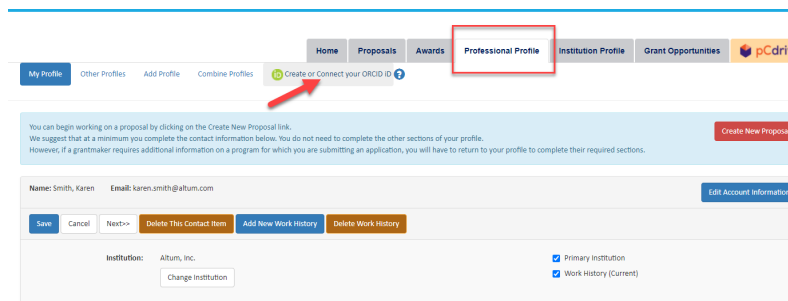 Home Proposals Awards Professional Profile Institution Profile Grant Opportunities pCdri
My Profile Other Profiles Add Profile Combine Profiles iD Create or Connect your ORCID iD ?
You can begin working on a proposal by clicking on the Create New Proposal link.
We suggest that at a minimum you complete the contact information below. You do not need to complete the other sections of your profile.
However, if a grantmaker requires additional information on a program for which you are submitting an application, you will have to return to your profile to complete their required sections.
Create New Proposa
Name: Smith, Karen Email: karen.smith@altum.com
Edit Account Information
Save Cancel Next>> Delete This Contact Item Add New Work History Delete Work History
Institution: Altum, Inc.
Change Institution
Primary Institution
Work History (Current)